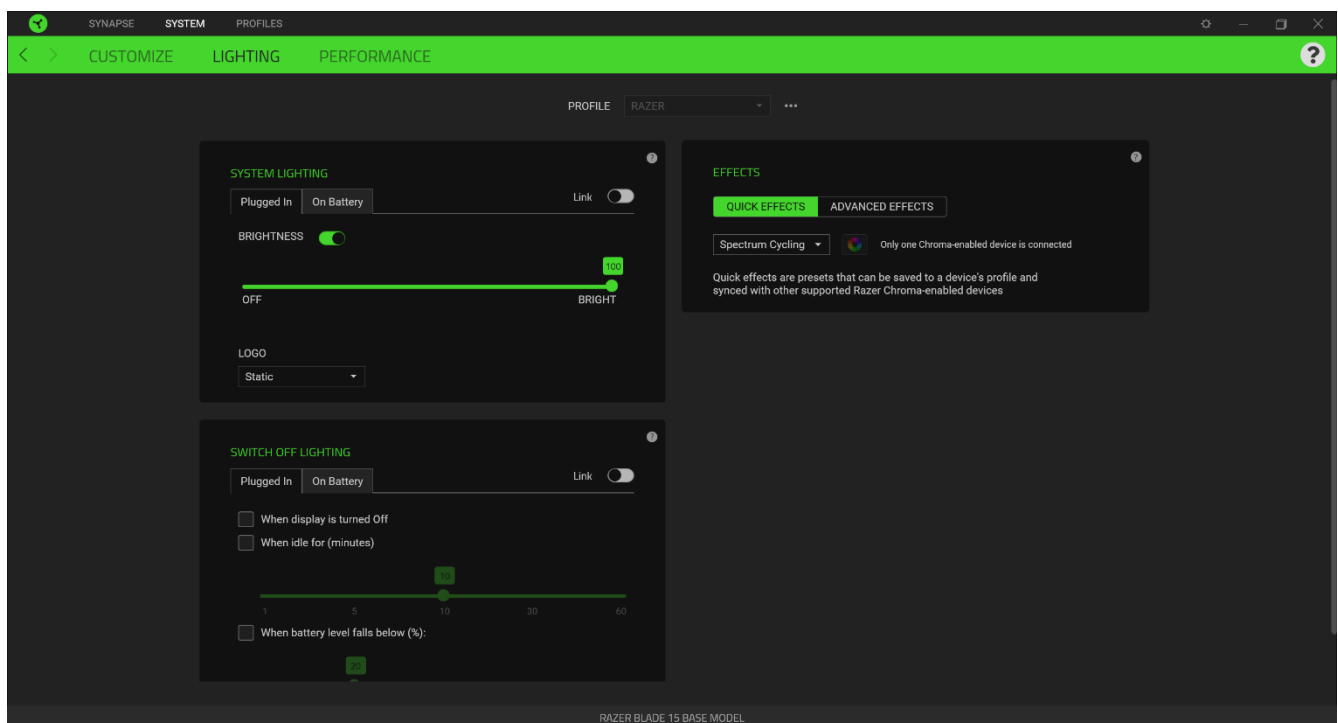 SYNAPSE SYSTEM PROFILES
CUSTOMIZE LIGHTING PERFORMANCE ?
PROFILE RAZER
SYSTEM LIGHTING
Plugged In On Battery Link
BRIGHTNESS
100
OFF BRIGHT
LOGO
Static
EFFECTS
QUICK EFFECTS ADVANCED EFFECTS
Spectrum Cycling Only one Chroma-enabled device is connected
Quick effects are presets that can be saved to a device's profile and
synced with other supported Razer Chroma-enabled devices
SWITCH OFF LIGHTING
Plugged In On Battery Link
When display is turned Off
When idle for (minutes)
10
1 5 10 30 60
When battery level falls below (%):
20
RAZER BLADE 15 BASE MODEL